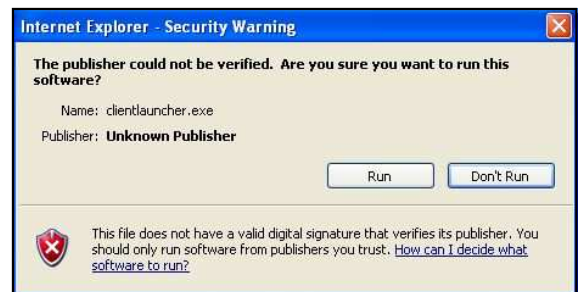 Internet Explorer - Security Warning
The publisher could not be verified. Are you sure you want to run this
software?
Name: clientlauncher.exe
Publisher: Unknown Publisher
Run Don't Run
This file does not have a valid digital signature that verifies its publisher. You
should only run software from publishers you trust. How can I decide what
software to run?